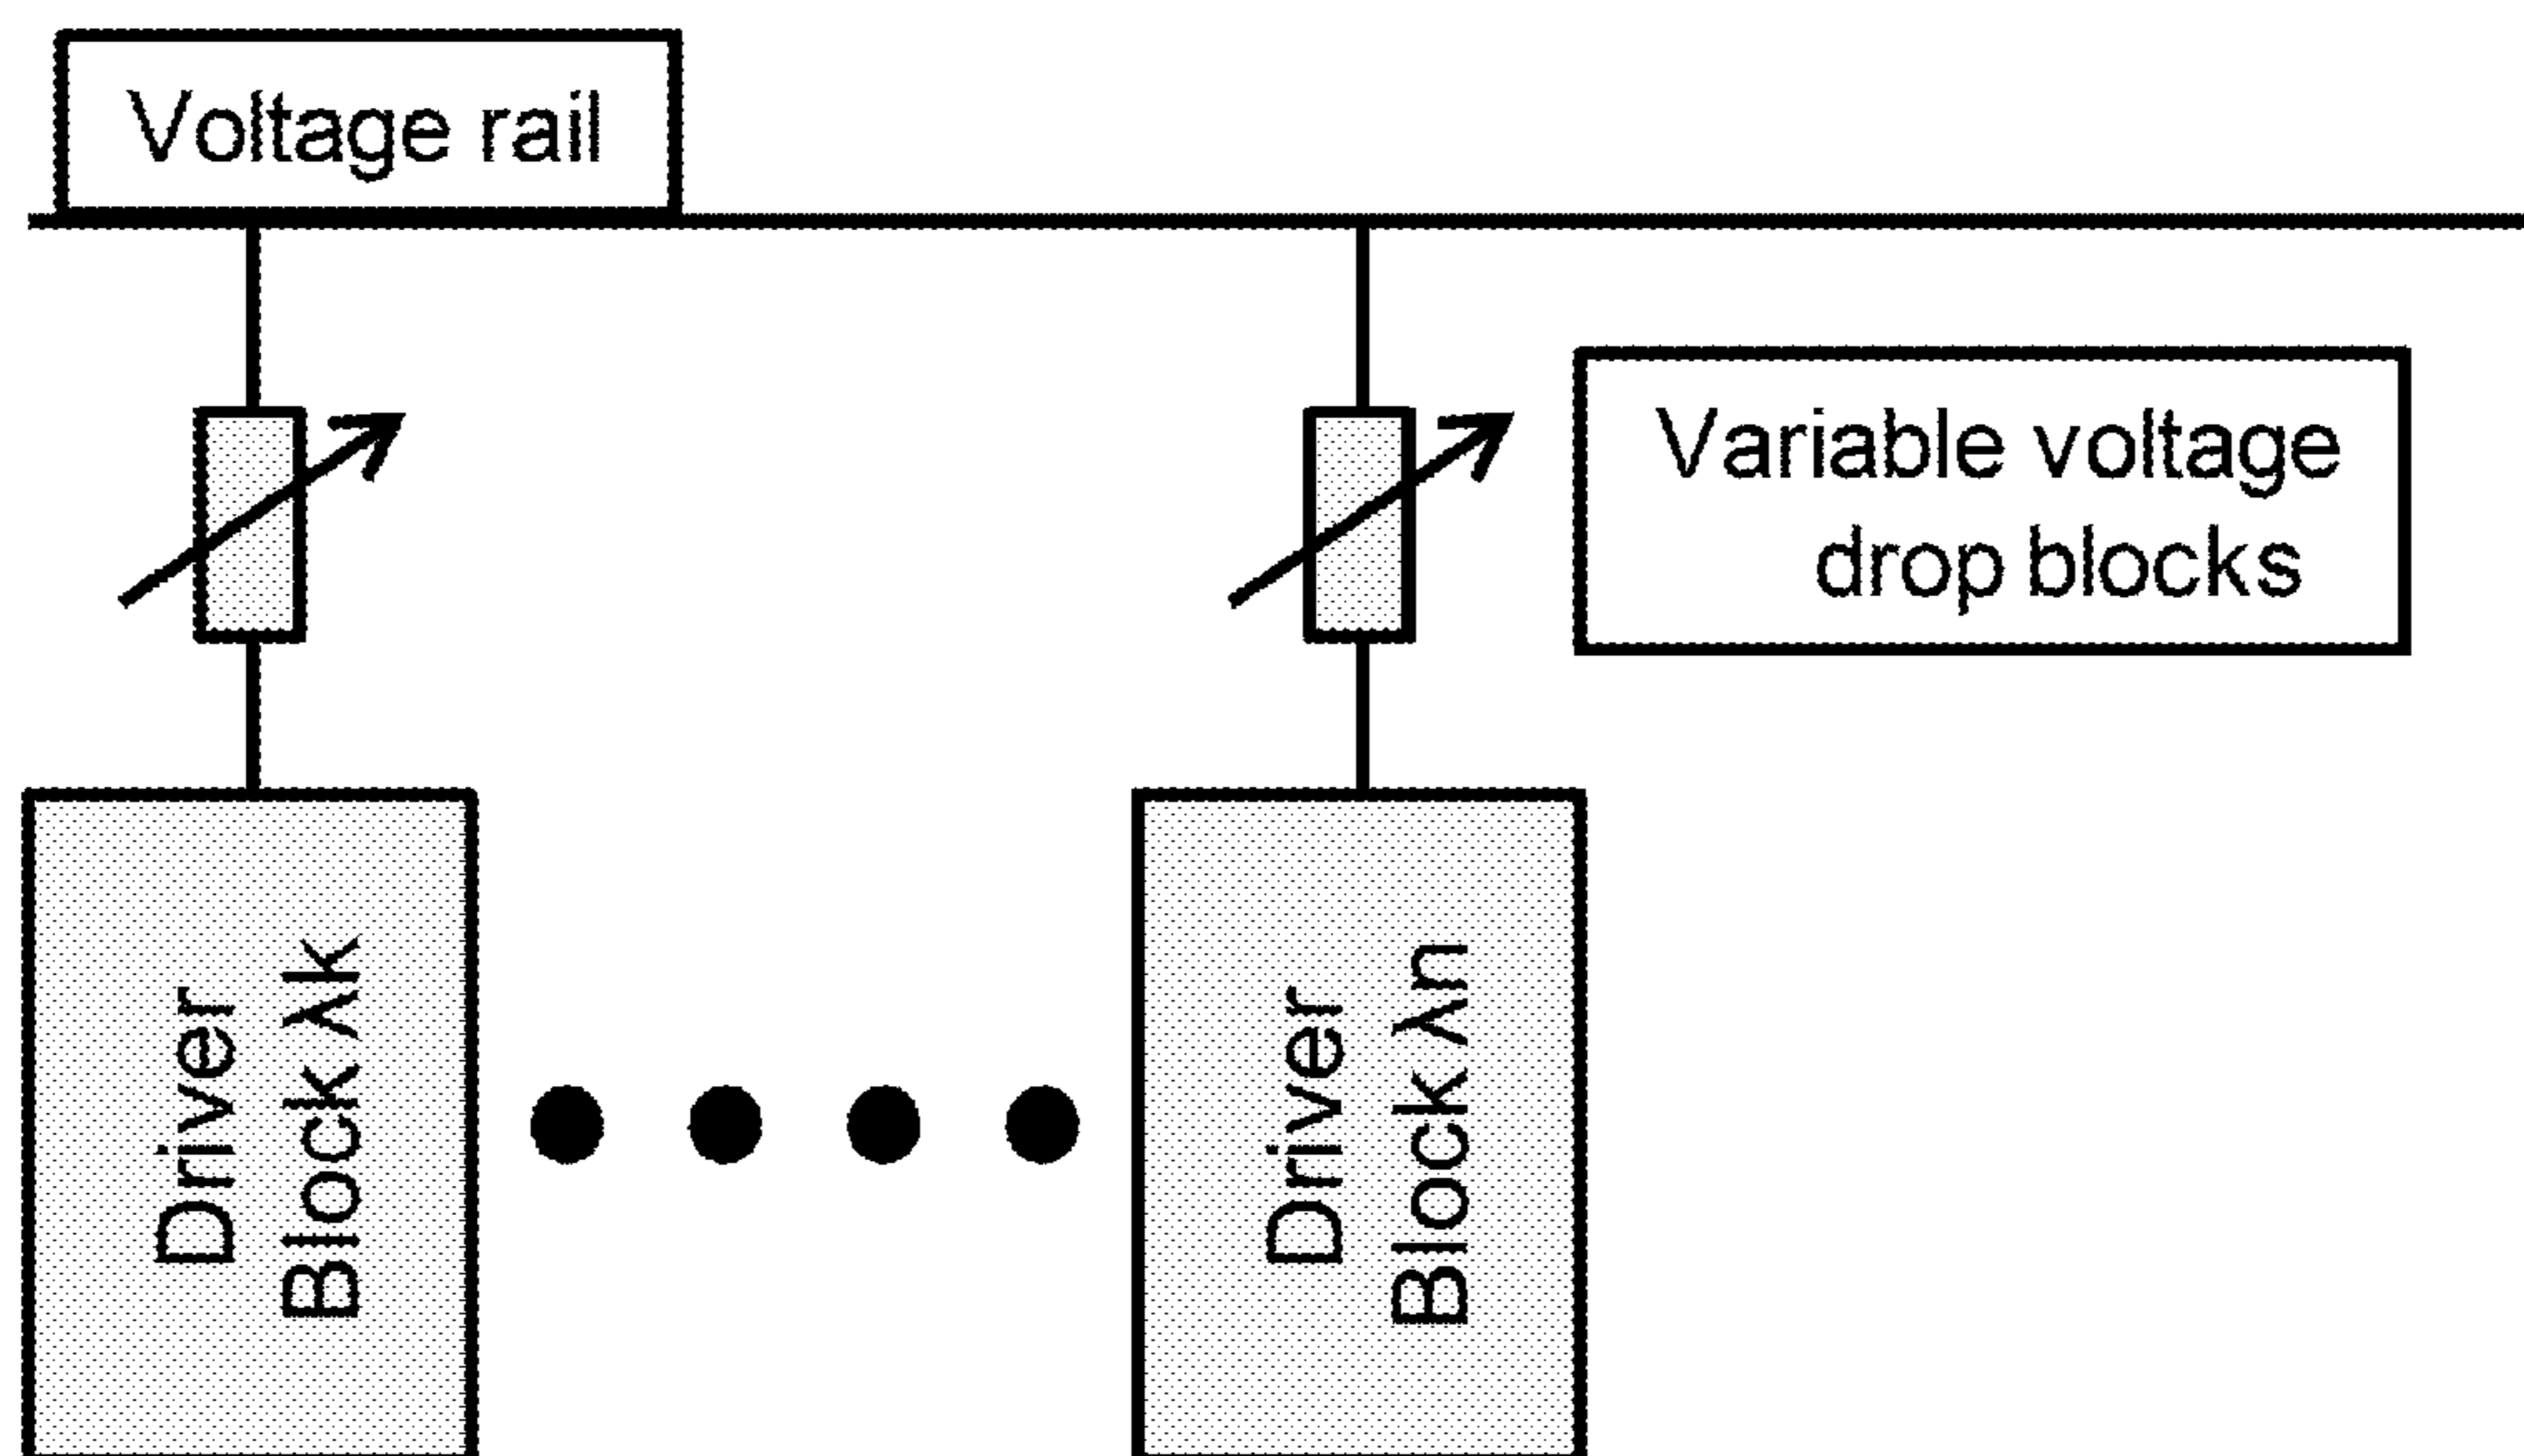 Voltage rail
Variable voltage
drop blocks
Driver
Block λk
Driver
Block λn